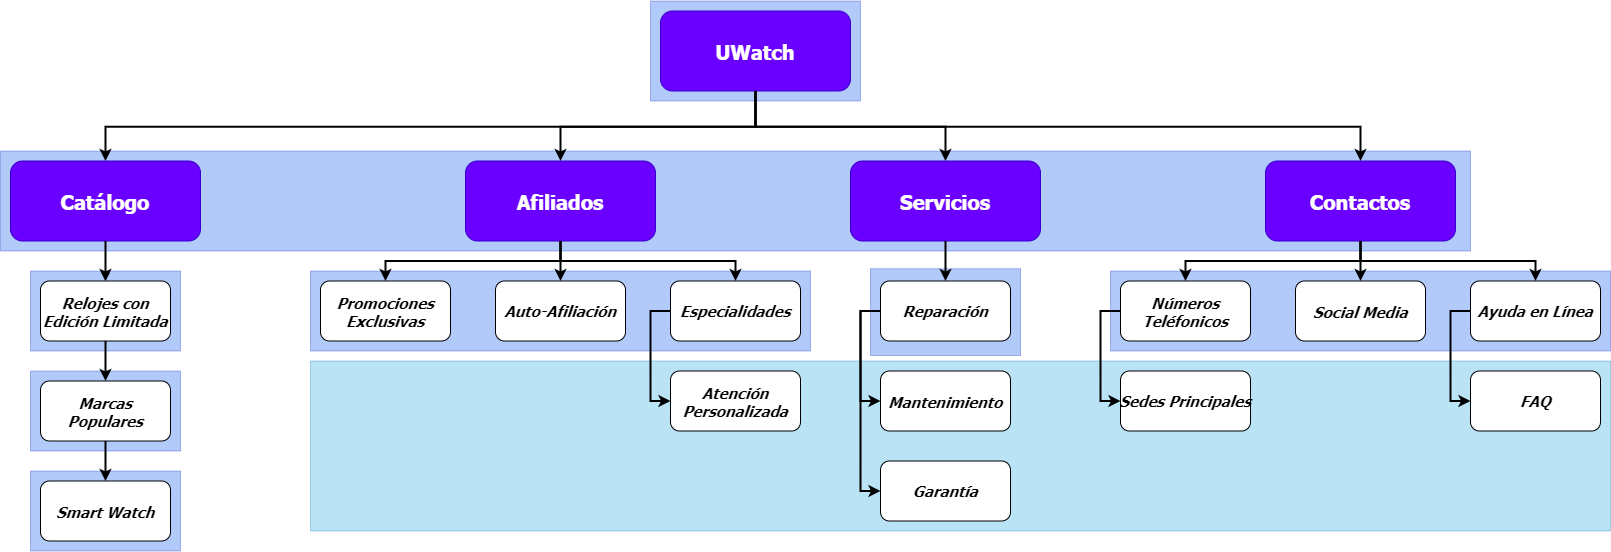 UWatch
Catálogo
Afiliados
Servicios
Contactos
Relojes con
Edición Limitada
Promociones
Exclusivas
Auto-Afiliación
Especialidades
Reparación
Números
Teléfonicos
Social Media
Ayuda en Línea
Marcas
Populares
Atención
Personalizada
Mantenimiento
Sedes Principales
FAQ
Smart Watch
Garantía